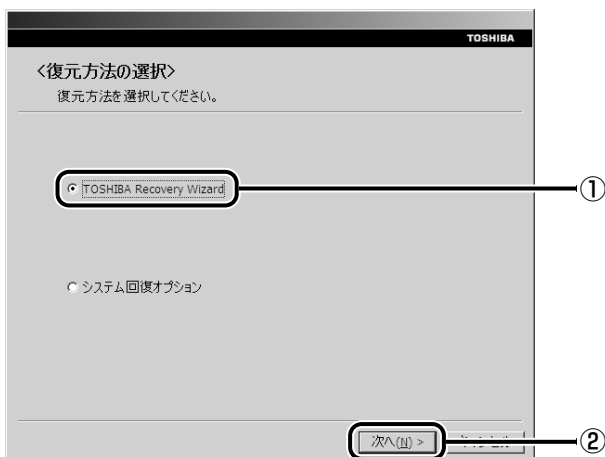 TOSHIBA
<復元方法の選択>
復元方法を選択してください。
TOSHIBA Recovery Wizard
①
システム回復オプション
次へ(N) >
②